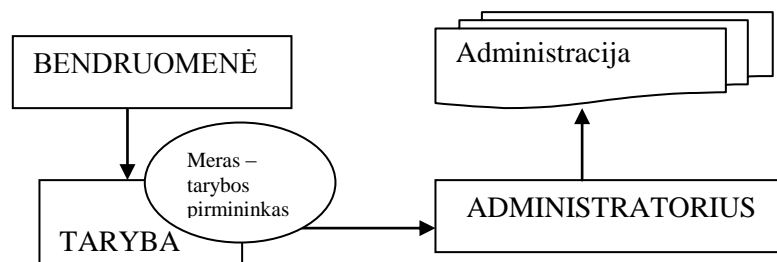 BENDRUOMENĖ
Administracija
Meras –
tarybos
pirmininkas
TARYBA
ADMINISTRATORIUS